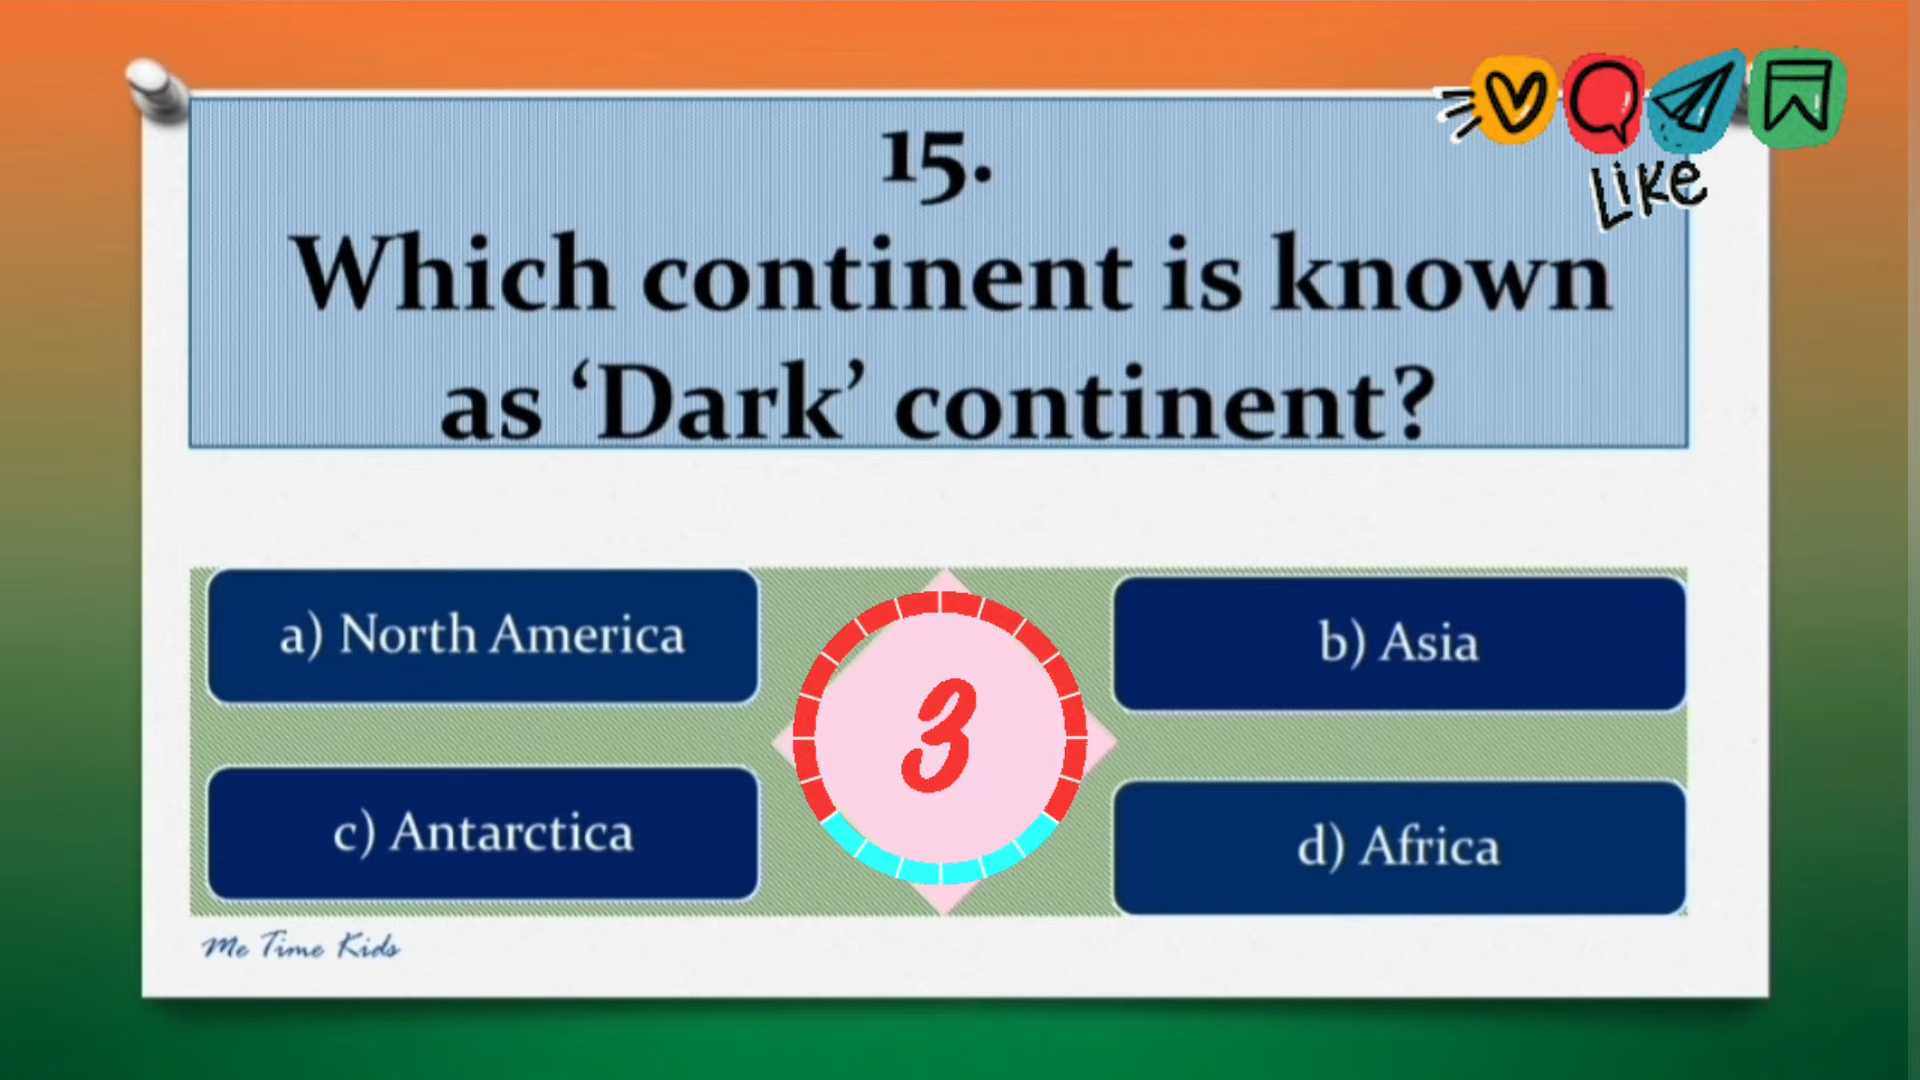 15.
Which continent is known
as ‘Dark’ continent?
LiKe
a) North America
b) Asia
3
c) Antarctica
d) Africa
Me Time Kids